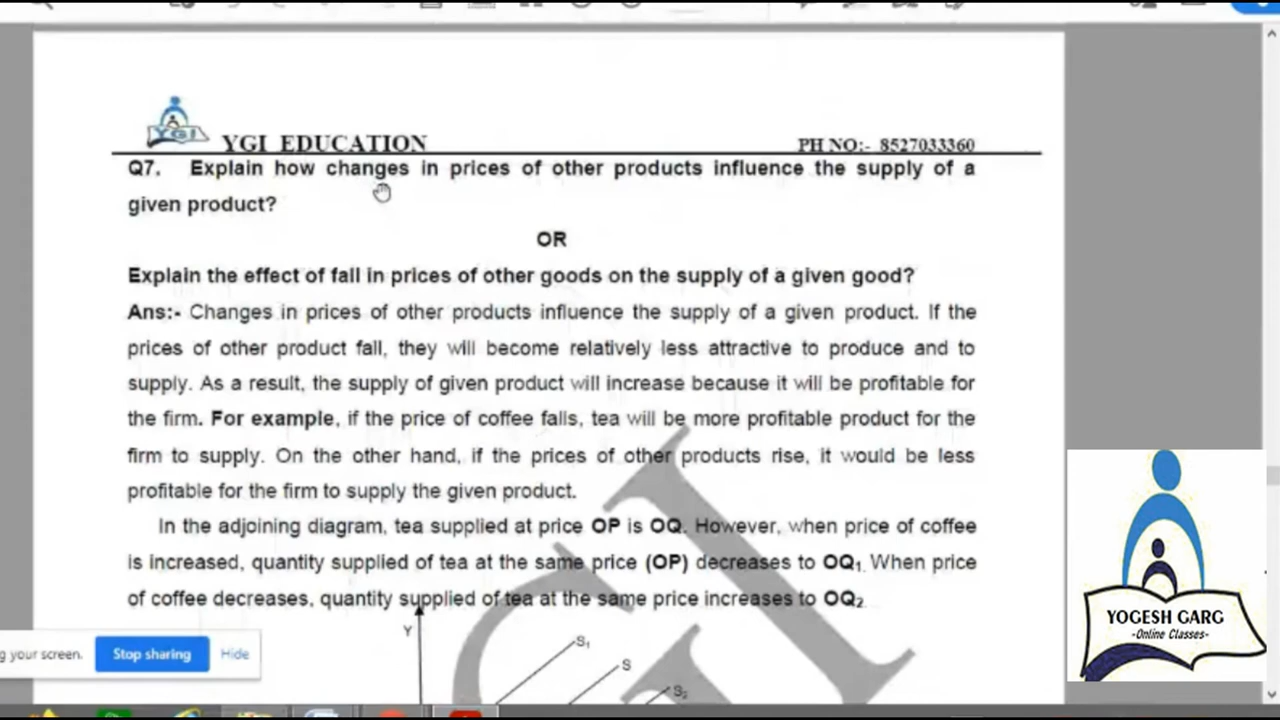 YGI
YGI EDUCATION
PH NO:- 8527033360
Q7. Explain how changes in prices of other products influence the supply of a
given product?
OR
Explain the effect of fall in prices of other goods on the supply of a given good?
Ans:- Changes in prices of other products influence the supply of a given product. If the
prices of other product fall, they will become relatively less attractive to produce and to
supply. As a result, the supply of given product will increase because it will be profitable for
the firm. For example, if the price of coffee falls, tea will be more profitable product for the
firm to supply. On the other hand, if the prices of other products rise, it would be less
profitable for the firm to supply the given product.
In the adjoining diagram, tea supplied at price OP is OQ. However, when price of coffee
is increased, quantity supplied of tea at the same price (OP) decreases to OQ₁. When price
of coffee decreases, quantity supplied of tea at the same price increases to OQ₂
Y
S₁
S
S₂
GI
g your screen. Stop sharing Hide
YOGESH GARG
-Online Classes-